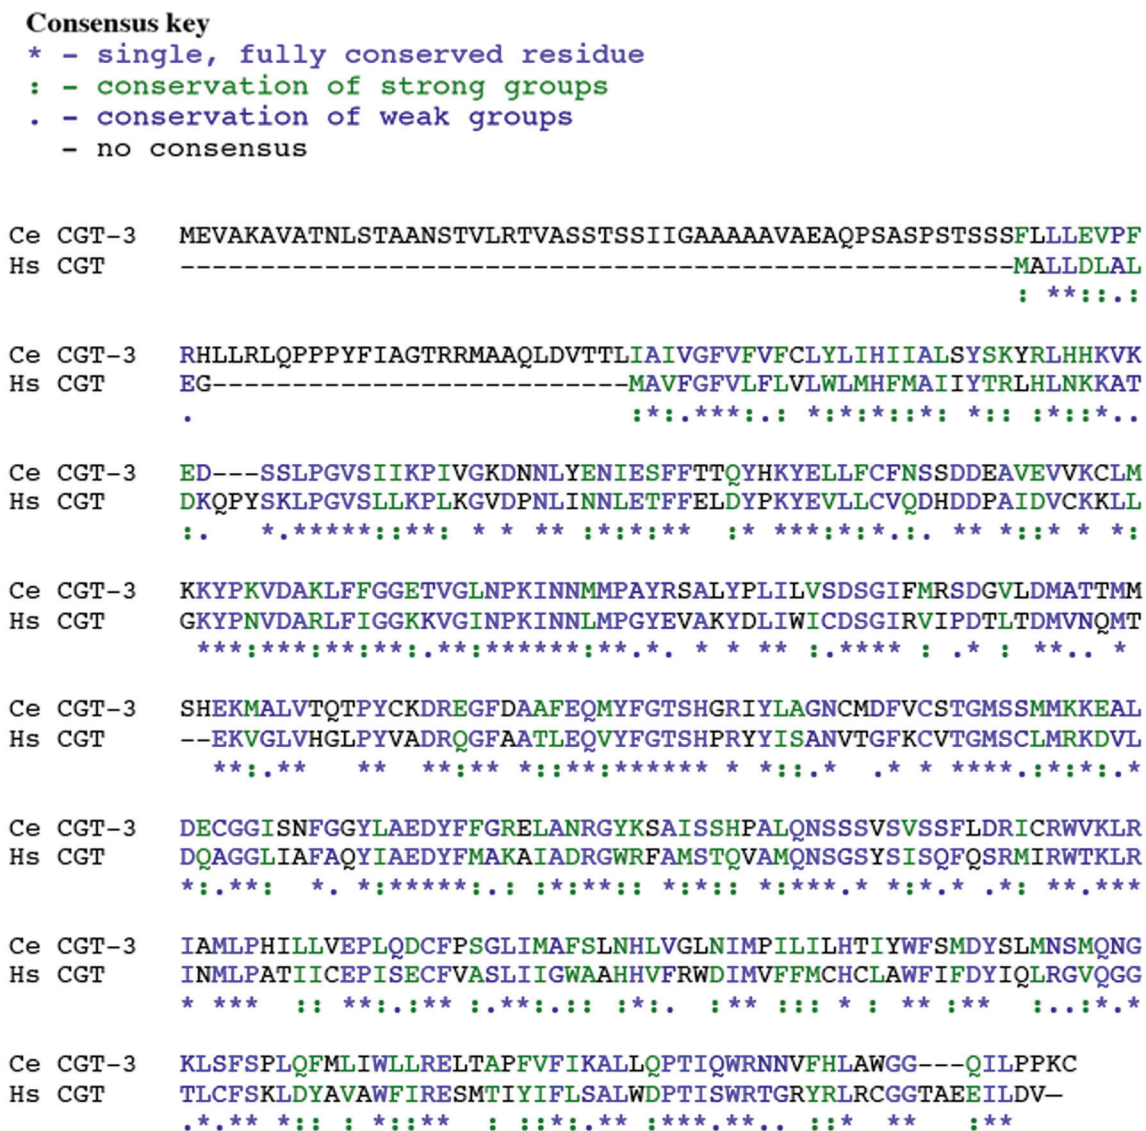 Consensus key
* – single, fully conserved residue
: – conservation of strong groups
. – conservation of weak groups
– no consensus
Ce CGT–3 MEVAKAVATNLSTAANSTVLRTVASSTSSIIGAAAAAVAEAQPSASPSTSSSFLLLEVPF
Hs CGT ----------------------------------------------------MALLDLAL
: **::.:
Ce CGT–3 RHLLRLQPPPYFIAGTRRMAAQLDVTTLIAIVGFVFVFCLYLIHIIALSYSKYRLHHKVK
Hs CGT EG--------------------------MAVFGFVLFLVLWLMHFMAIIYTRLHLNKKAT
. :*:.***:.: *:*:*::*: *:: :*::*..
Ce CGT–3 ED---SSLPGVSIIKPIVGKDNNLYENIESFFTTQYHKYELLFCFNSSDDEAVEVVKCLM
Hs CGT DKQPYSKLPGVSLLKPLKGVDPNLINNLETFFELDYPKYEVLLCVQDHDDPAIDVCKKLL
:. *.*****::**: * * ** :*:*:** :* ***:*:*.:. ** *::* * *:
Ce CGT–3 KKYPKVDAKLFFGGETVGLNPKINNMMPAYRSALYPLILVSDSGIFMRSDGVLDMATTMM
Hs CGT GKYPNVDARLFIGGKKVGINPKINNLMPGYEVAKYDLIWICDSGIRVIPDTLTDMVNQMT
***:***:**:**:.**:******:**.*. * * ** :.**** : .* : **.. *
Ce CGT–3 SHEKMALVTQTPYCKDREGFDAAFEQMYFGTSHGRIYLAGNCMDFVCSTGMSSMMKKEAL
Hs CGT --EKVGLVHGLPYVADRQGFAATLEQVYFGTSHPRYYISANVTGFKCVTGMSCLMRKDVL
**:.** ** **:** *::**:****** * *::.* .* * ****.:*:*:.*
Ce CGT–3 DECGGISNFGGYLAEDYFFGRELANRGYKSAISSHPALQNSSSVSVSSFLDRICRWVKLR
Hs CGT DQAGGLIAFAQYIAEDYFMAKAIADRGWRFAMSTQVAMQNSGSYSISQFQSRMIRWTKLR
*:.**: *. *:*****:.: :*:**:: *:*:: *:***.* *:*.* .*: **.***
Ce CGT–3 IAMLPHILLVEPLQDCFPSGLIMAFSLNHLVGLNIMPILILHTIYWFSMDYSLMNSMQNG
Hs CGT INMLPATIICEPISECFVASLIIGWAAHHVFRWDIMVFFMCHCLAWFIFDYIQLRGVQGG
* *** :: **:.:** :.**:.:: :*:. :** ::: * : ** :** :..:*.*
Ce CGT–3 KLSFSPLQFMLIWLLRELTAPFVFIKALLQPTIQWRNNVFHLAWGG---QILPPKC
Hs CGT TLCFSKLDYAVAWFIRESMTIYIFLSALWDPTISWRTGRYRLRCGGTAEEILDV–
.*.** *:: : *::** : ::*:.** :***.**.. ::* ** :**